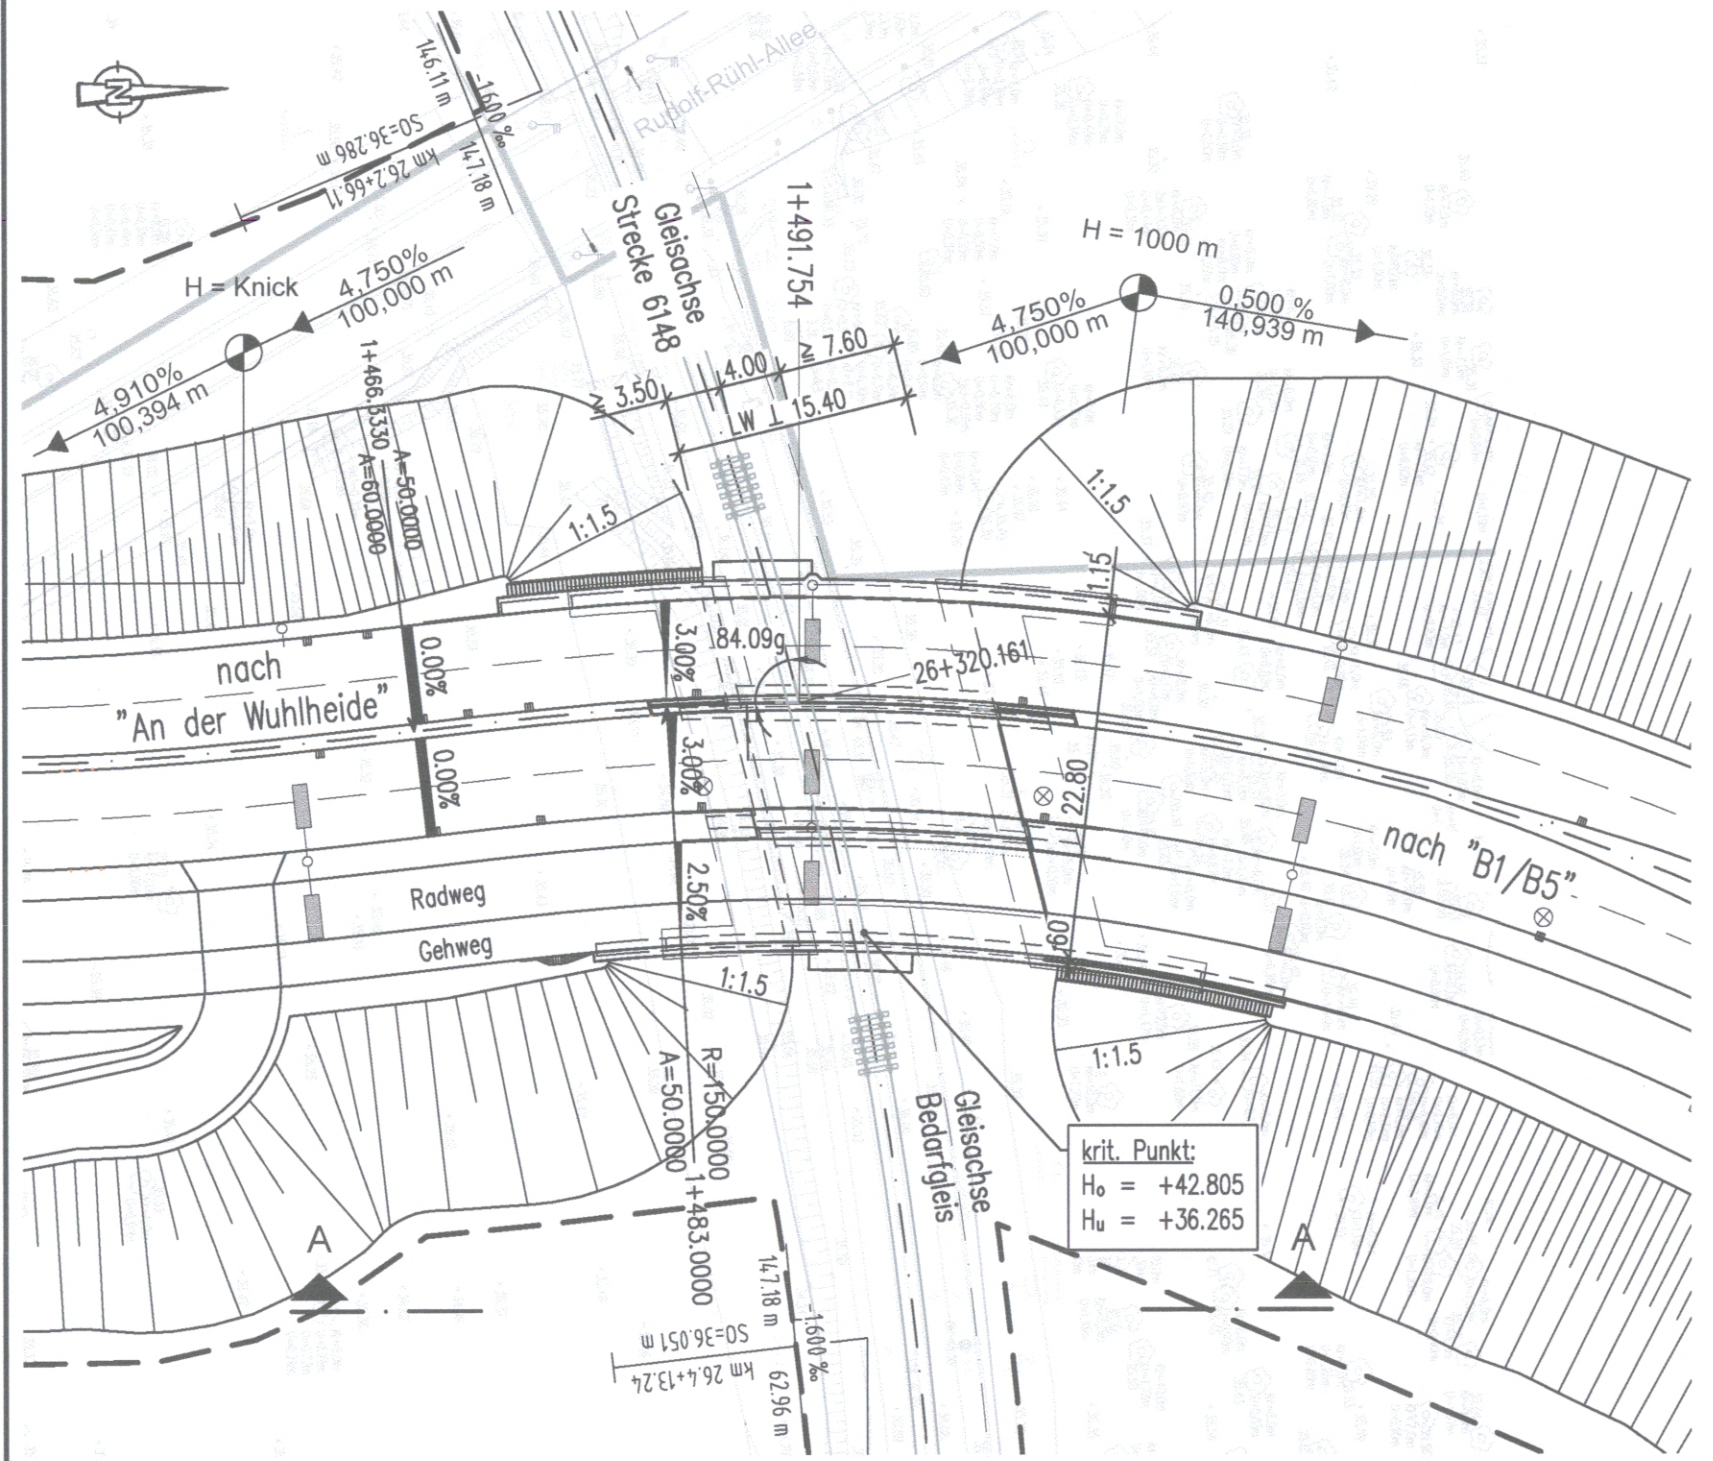 N
146.11 m
-1.600 ‰
147.18 m
S0=36.286 m
km 26.2+66.11
Rudolf-Rühl-Allee
Gleisachse
Strecke 6148
1+491.754
H = 1000 m
4,750%
100,000 m
0,500 %
140,939 m
H = Knick
4,750%
100,000 m
4,910%
100,394 m
1+466.3330
A=50.0000
A=60.0000
≥ 3.50
4.00
≥ 7.60
LW ⊥ 15.40
1:1.5
1:1.5
1.15
nach
"An der Wuhlheide"
0.00%
3.00%
84.09g
26+320.161
0.00%
3.00%
22.80
nach "B1/B5"
Radweg
2.50%
Gehweg
.60
1:1.5
1:1.5
R=150.0000
A=50.0000
1+483.0000
Gleisachse
Bedarfgleis
krit. Punkt:
Ho = +42.805
Hu = +36.265
A
A
147.18 m
-1.600 ‰
S0=36.051 m
km 26.4+13.24
62.96 m